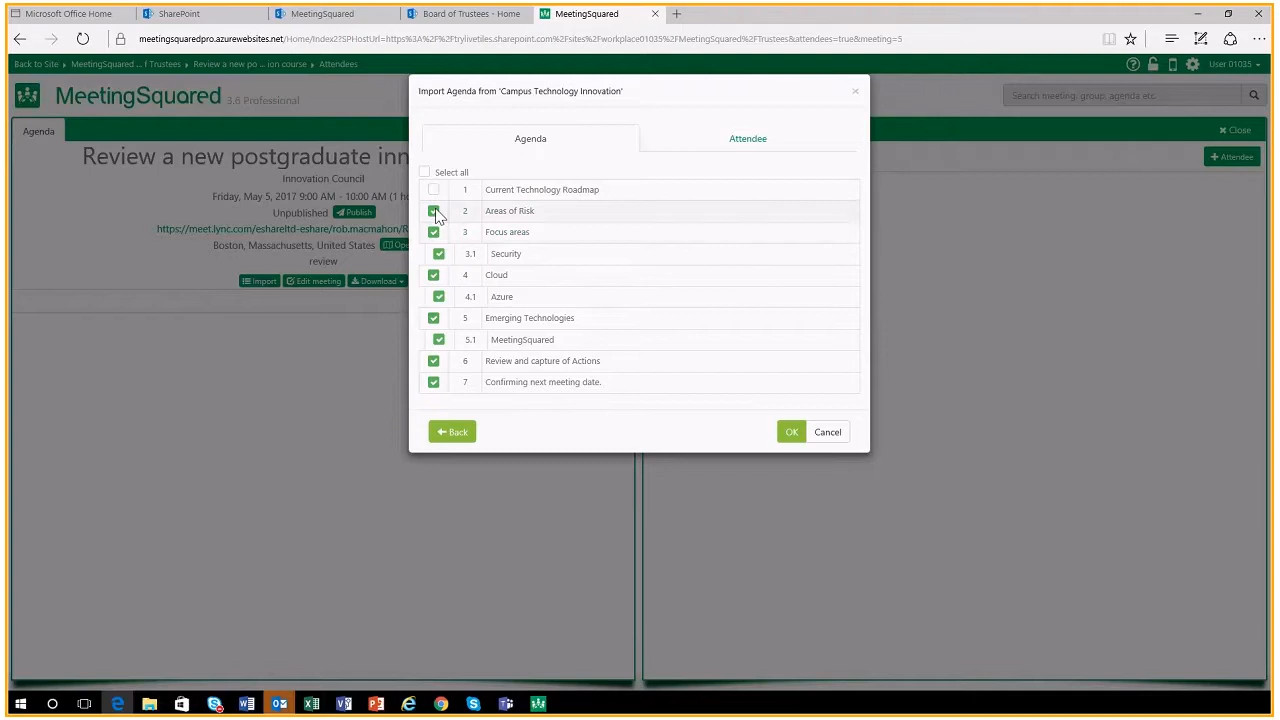 Microsoft Office Home
SharePoint
MeetingSquared
Board of Trustees - Home
MeetingSquared
meetingsquaredpro.azurewebsites.net/Home/Index2?SPHostUrl=https%3A%2F%2Ftrylivetiles.sharepoint.com%2Fsites%2Fworkplace01035%2FMeetingSquared%2FTrustees&attendees=true&meeting=5
Back to Site
MeetingSquared ... f Trustees
Review a new po ... ion course
Attendees
User 01035
MeetingSquared 3.6 Professional
Search meeting, group, agenda etc.
Agenda
Close
Review a new postgraduate inn
Attendee
Innovation Council
Friday, May 5, 2017 9:00 AM - 10:00 AM (1 h
Unpublished Publish
https://meet.lync.com/eshareltd-eshare/rob.macmahon/R
Boston, Massachusetts, United States
review
Import Edit meeting Download
Import Agenda from 'Campus Technology Innovation'
Agenda
Attendee
Select all
1 Current Technology Roadmap
2 Areas of Risk
3 Focus areas
3.1 Security
4 Cloud
4.1 Azure
5 Emerging Technologies
5.1 MeetingSquared
6 Review and capture of Actions
7 Confirming next meeting date.
Back
OK
Cancel